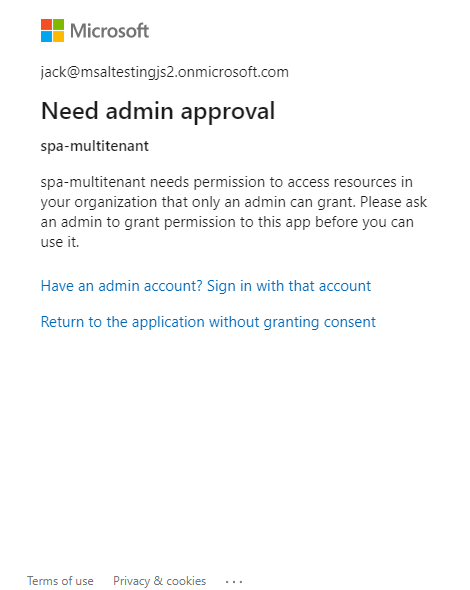 Microsoft
jack@msaltestingjs2.onmicrosoft.com
Need admin approval
spa-multitenant
spa-multitenant needs permission to access resources in
your organization that only an admin can grant. Please ask
an admin to grant permission to this app before you can
use it.
Have an admin account? Sign in with that account
Return to the application without granting consent
Terms of use Privacy & cookies ...